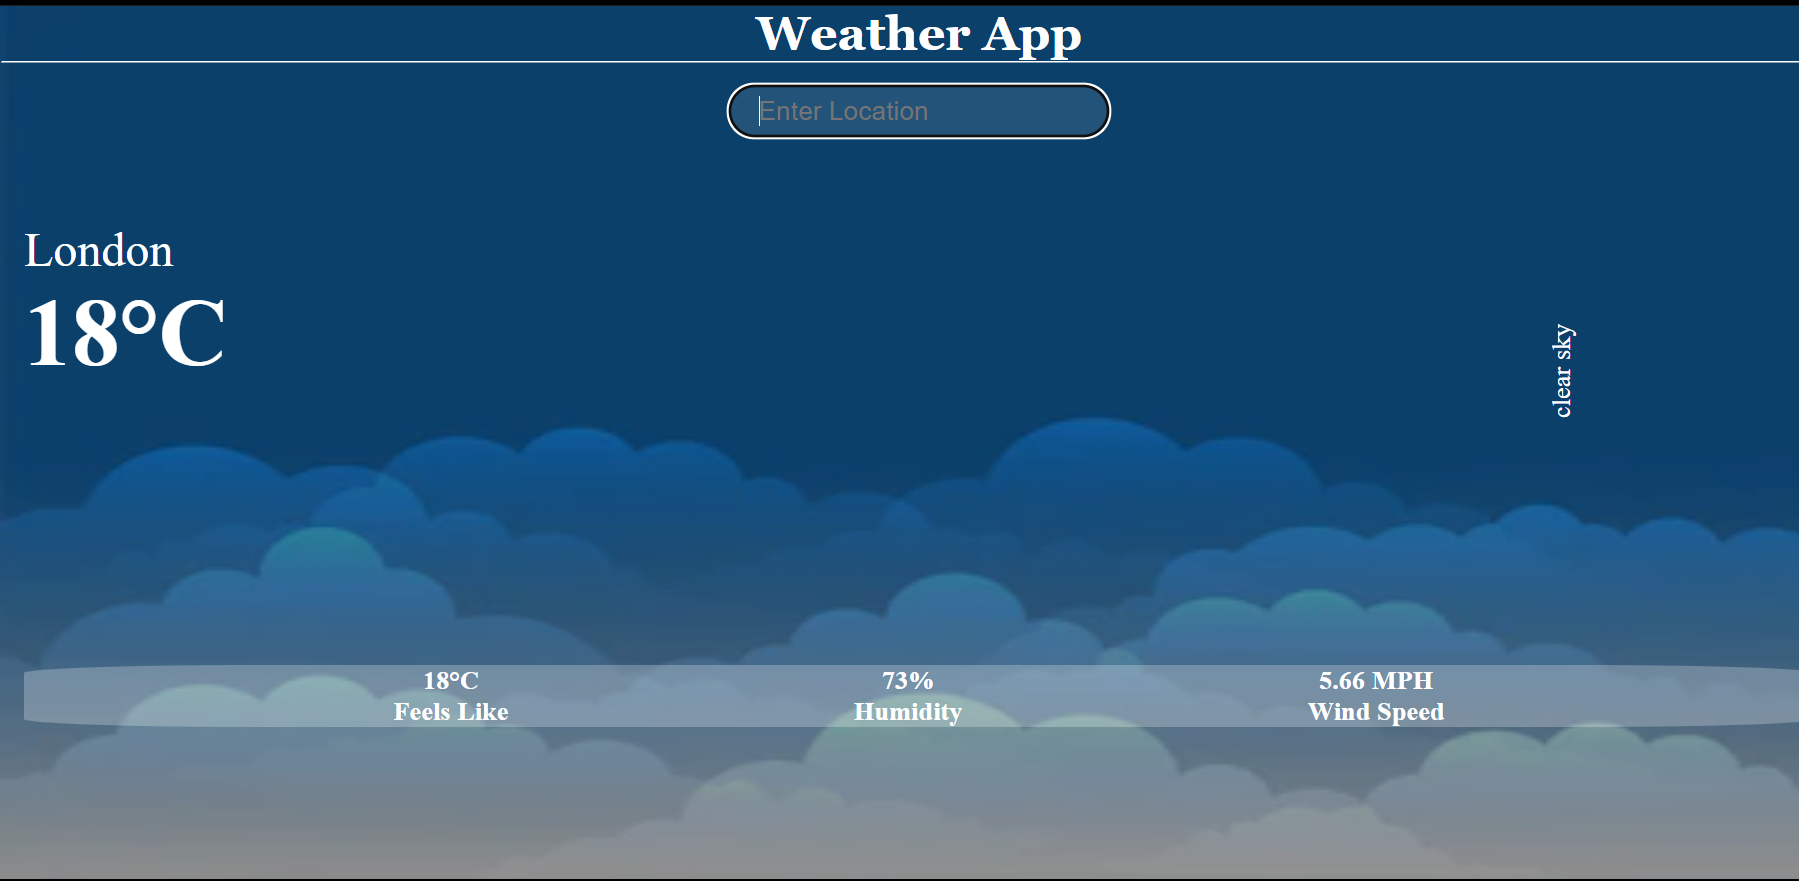 Weather App
Enter Location
London
18°C
clear sky
18°C
Feels Like
73%
Humidity
5.66 MPH
Wind Speed